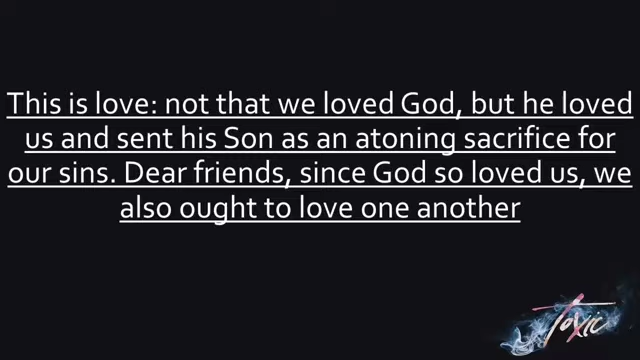 This is love: not that we loved God, but he loved
us and sent his Son as an atoning sacrifice for
our sins. Dear friends, since God so loved us, we
also ought to love one another
Toxic